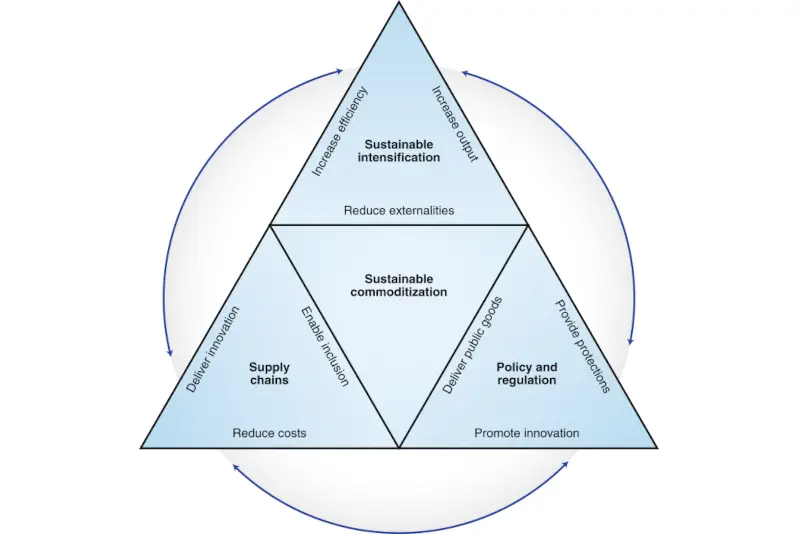 Increase efficiency
Increase output
Sustainable
intensification
Reduce externalities
Sustainable
commoditization
Deliver innovation
Enable inclusion
Supply
chains
Reduce costs
Deliver public goods
Provide protections
Policy and
regulation
Promote innovation